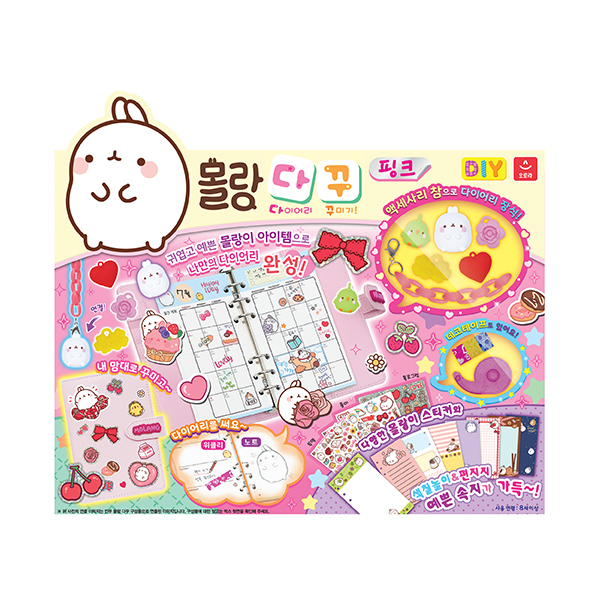 몰랑 다꾸 핑크
다이어리 꾸미기!
DIY
오로라
액세사리 참으로 다이어리 장식!
귀엽고 예쁜 몰랑이 아이템으로
나만의 다이어리 완성!
연결!
내 맘대로 꾸미고~
MOLANG
다이어리를 써요~
위클리
노트
Lovely
데코테이프도 있어요!
홀로그램
다양한 몰랑이 스티커와
색칠놀이&편지지
예쁜 속지가 가득~!
사용 연령 : 8세이상